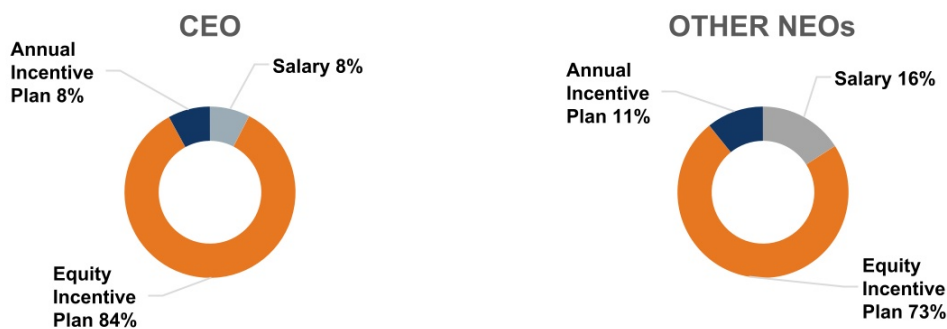 CEO
Annual
Incentive
Plan 8%
Salary 8%
Equity
Incentive
Plan 84%
OTHER NEOs
Annual
Incentive
Plan 11%
Salary 16%
Equity
Incentive
Plan 73%